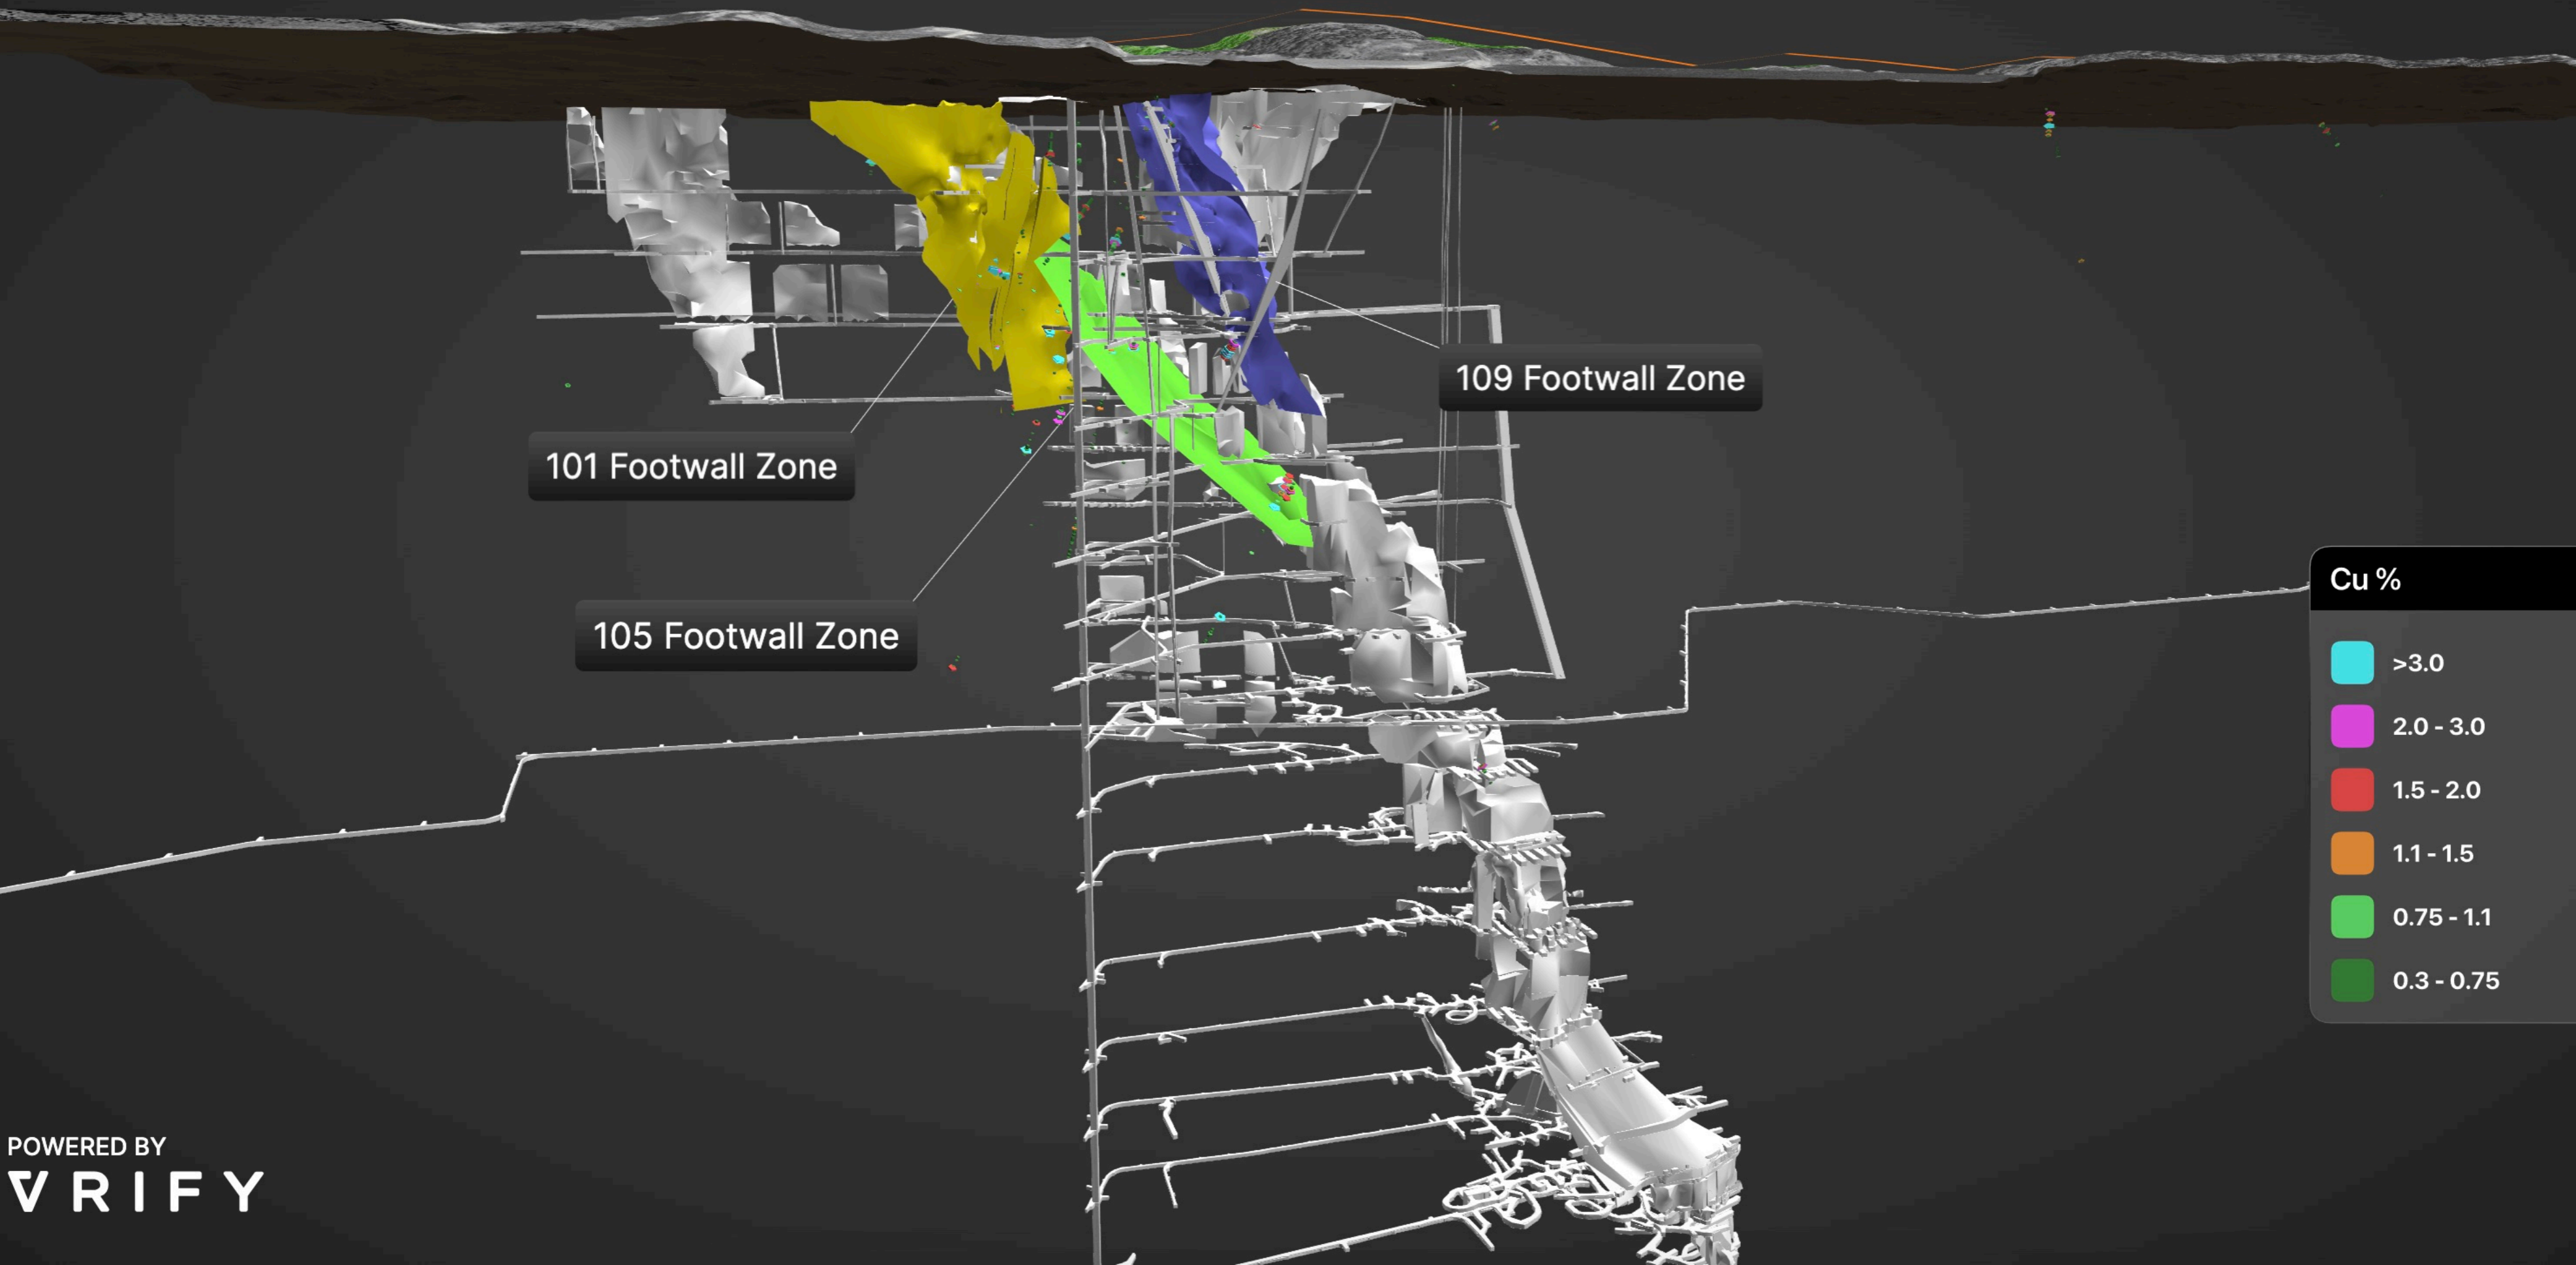 109 Footwall Zone
101 Footwall Zone
105 Footwall Zone
Cu %
>3.0
2.0 - 3.0
1.5 - 2.0
1.1 - 1.5
0.75 - 1.1
0.3 - 0.75
POWERED BY
VRIFY